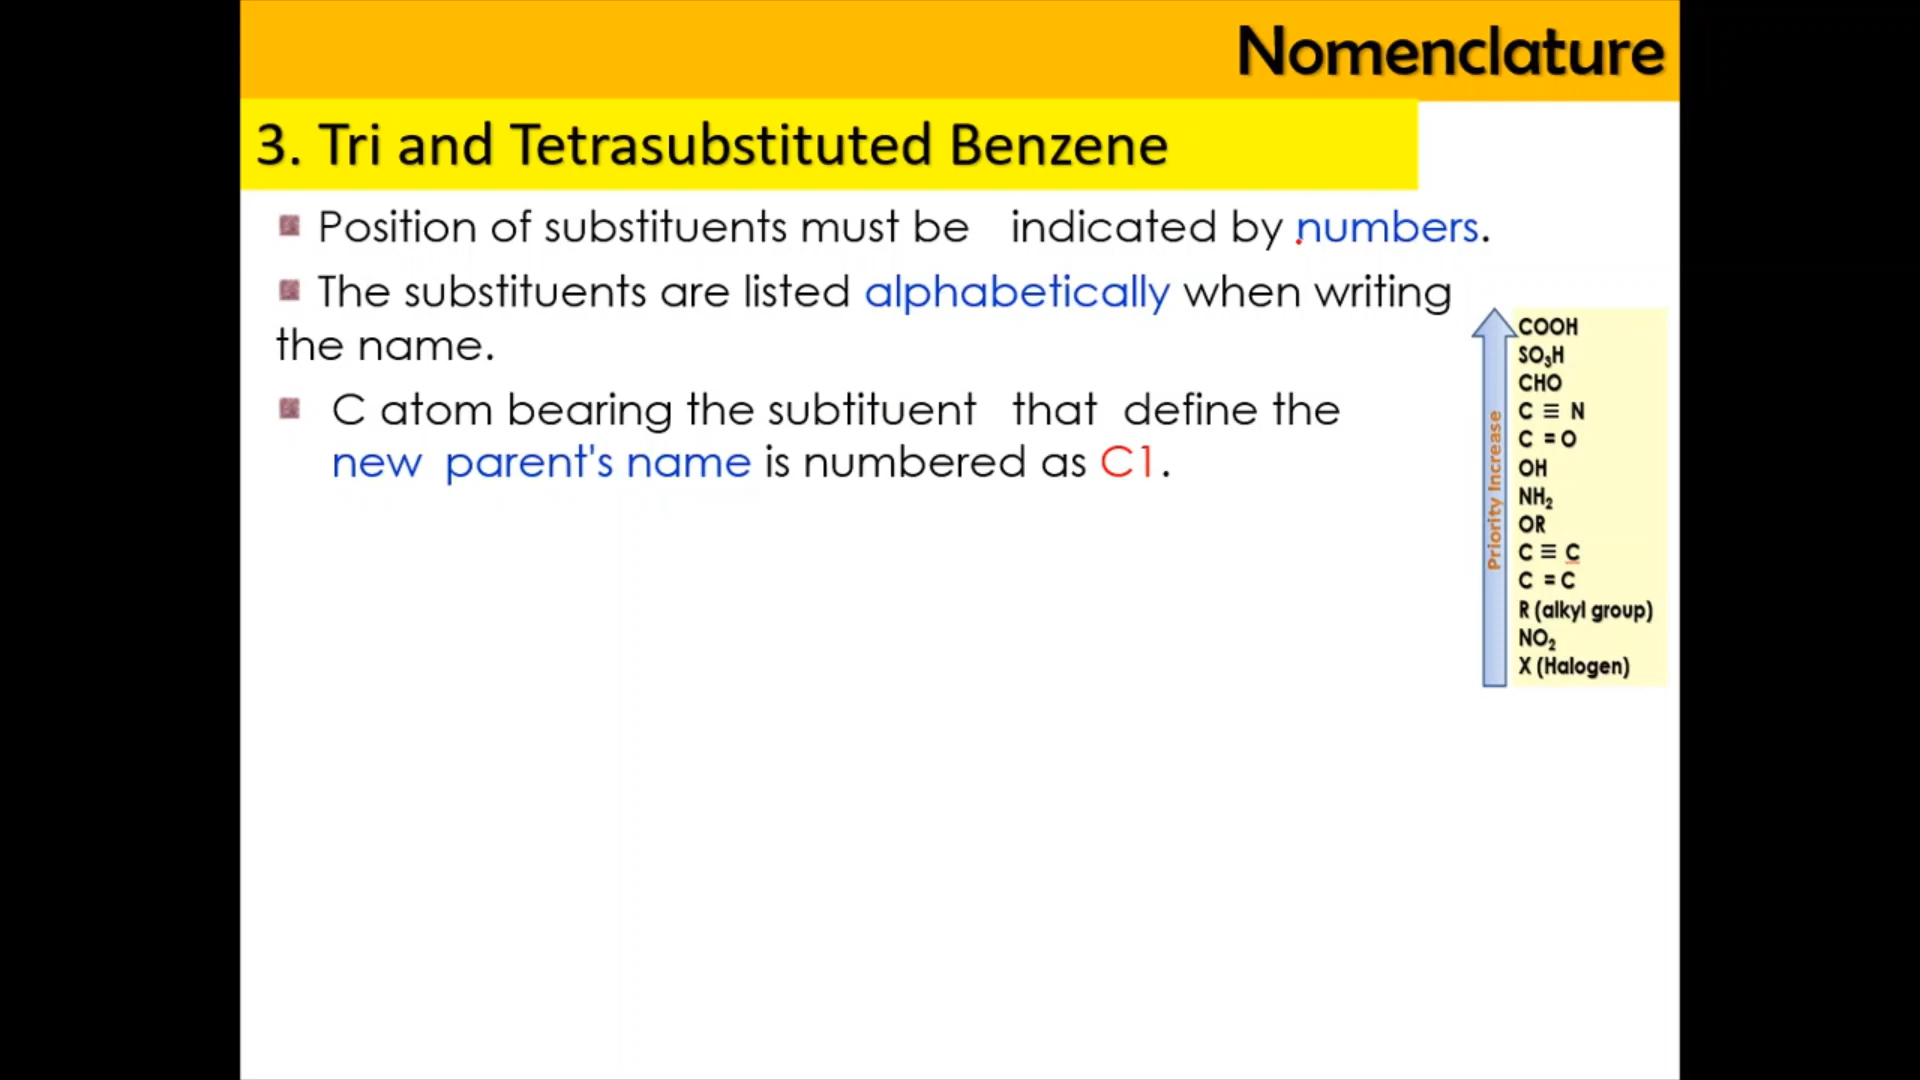 Nomenclature
3. Tri and Tetrasubstituted Benzene
Position of substituents must be indicated by numbers.
The substituents are listed alphabetically when writing
the name.
C atom bearing the subtituent that define the
new parent's name is numbered as C1.
Priority Increase
COOH
SO₃H
CHO
C ≡ N
C = O
OH
NH₂
OR
C ≡ C
C = C
R (alkyl group)
NO₂
X (Halogen)